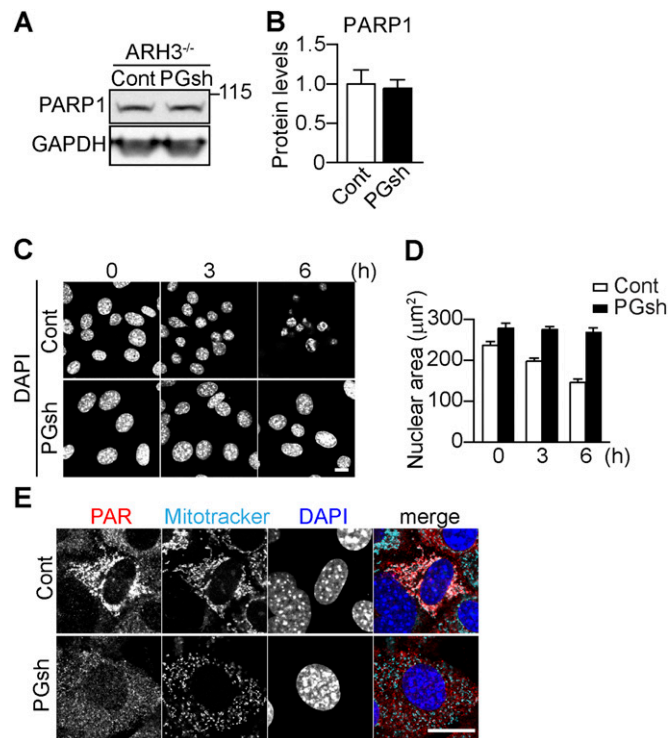 A
ARH3-/-
Cont PGsh
115
PARP1
GAPDH
B
PARP1
Protein levels
1.5
1.0
0.5
0
Cont
PGsh
C
0 3 6 (h)
DAPI
Cont
PGsh
D
Cont
PGsh
Nuclear area (μm²)
400
300
200
100
0
0 3 6 (h)
E
PAR Mitotracker DAPI merge
Cont
PGsh